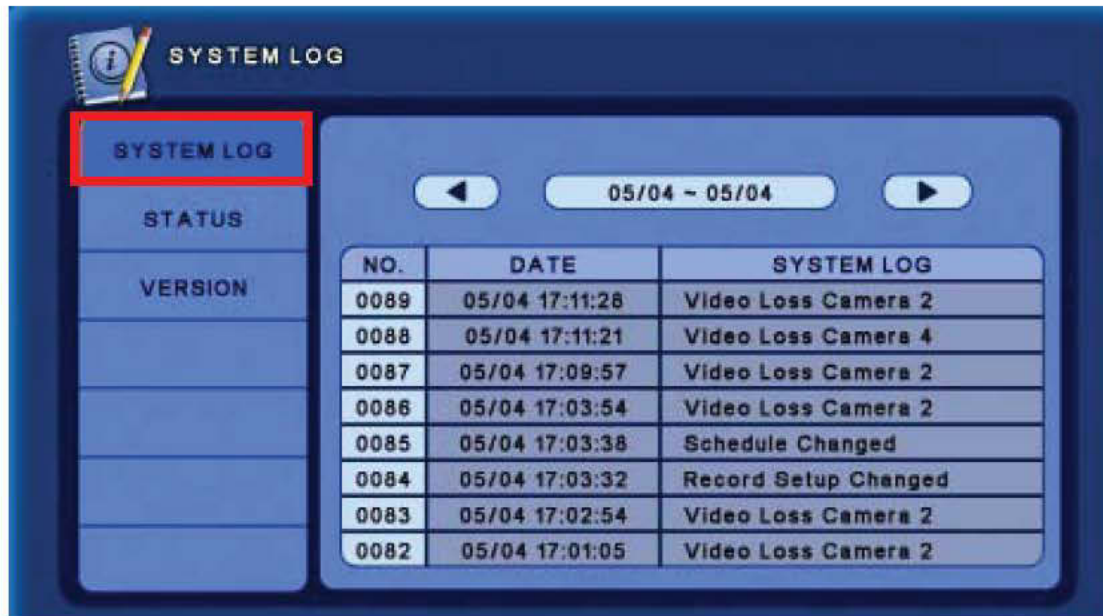 SYSTEM LOG
SYSTEM LOG
STATUS
VERSION
05/04 ~ 05/04
NO. DATE SYSTEM LOG
0089 05/04 17:11:28 Video Loss Camera 2
0088 05/04 17:11:21 Video Loss Camera 4
0087 05/04 17:09:57 Video Loss Camera 2
0086 05/04 17:03:54 Video Loss Camera 2
0085 05/04 17:03:38 Schedule Changed
0084 05/04 17:03:32 Record Setup Changed
0083 05/04 17:02:54 Video Loss Camera 2
0082 05/04 17:01:05 Video Loss Camera 2